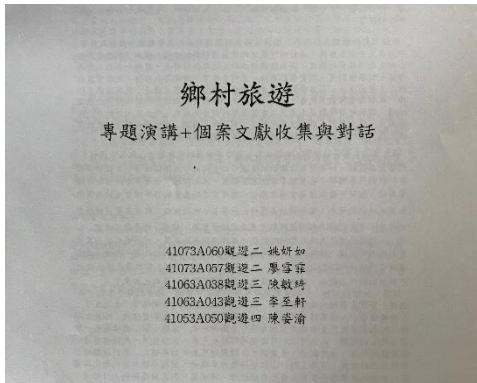 鄉村旅遊
專題演講+個案文獻收集與對話
41073A060觀遊二 姚妍如
41073A057觀遊二 廖雪霏
41063A038觀遊三 陳敏綺
41063A043觀遊三 李至軒
41053A050觀遊四 陳姿渝